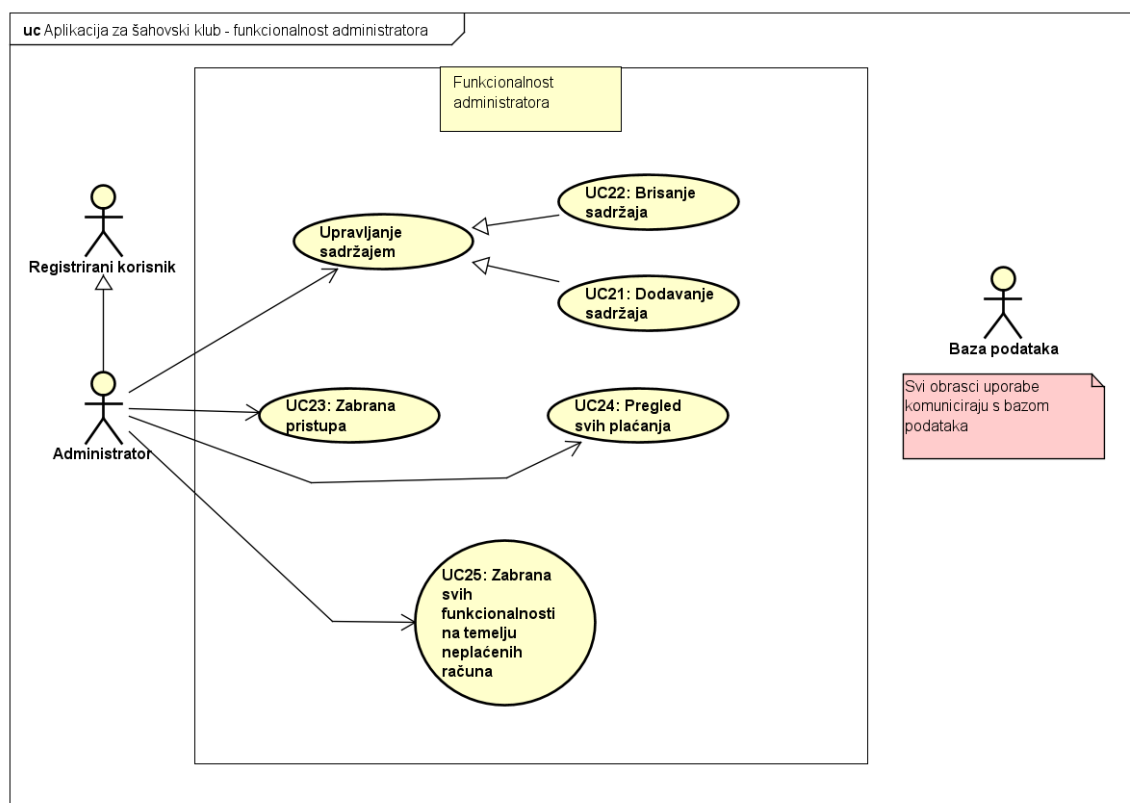 uc Aplikacija za šahovski klub - funkcionalnost administratora
Funkcionalnost
administratora
UC22: Brisanje
sadržaja
Upravljanje
sadržajem
Registrirani korisnik
UC21: Dodavanje
sadržaja
Baza podataka
Svi obrasci uporabe
komuniciraju s bazom
podataka
UC23: Zabrana
pristupa
UC24: Pregled
svih plaćanja
Administrator
UC25: Zabrana
svih
funkcionalnosti
na temelju
neplaćenih
računa